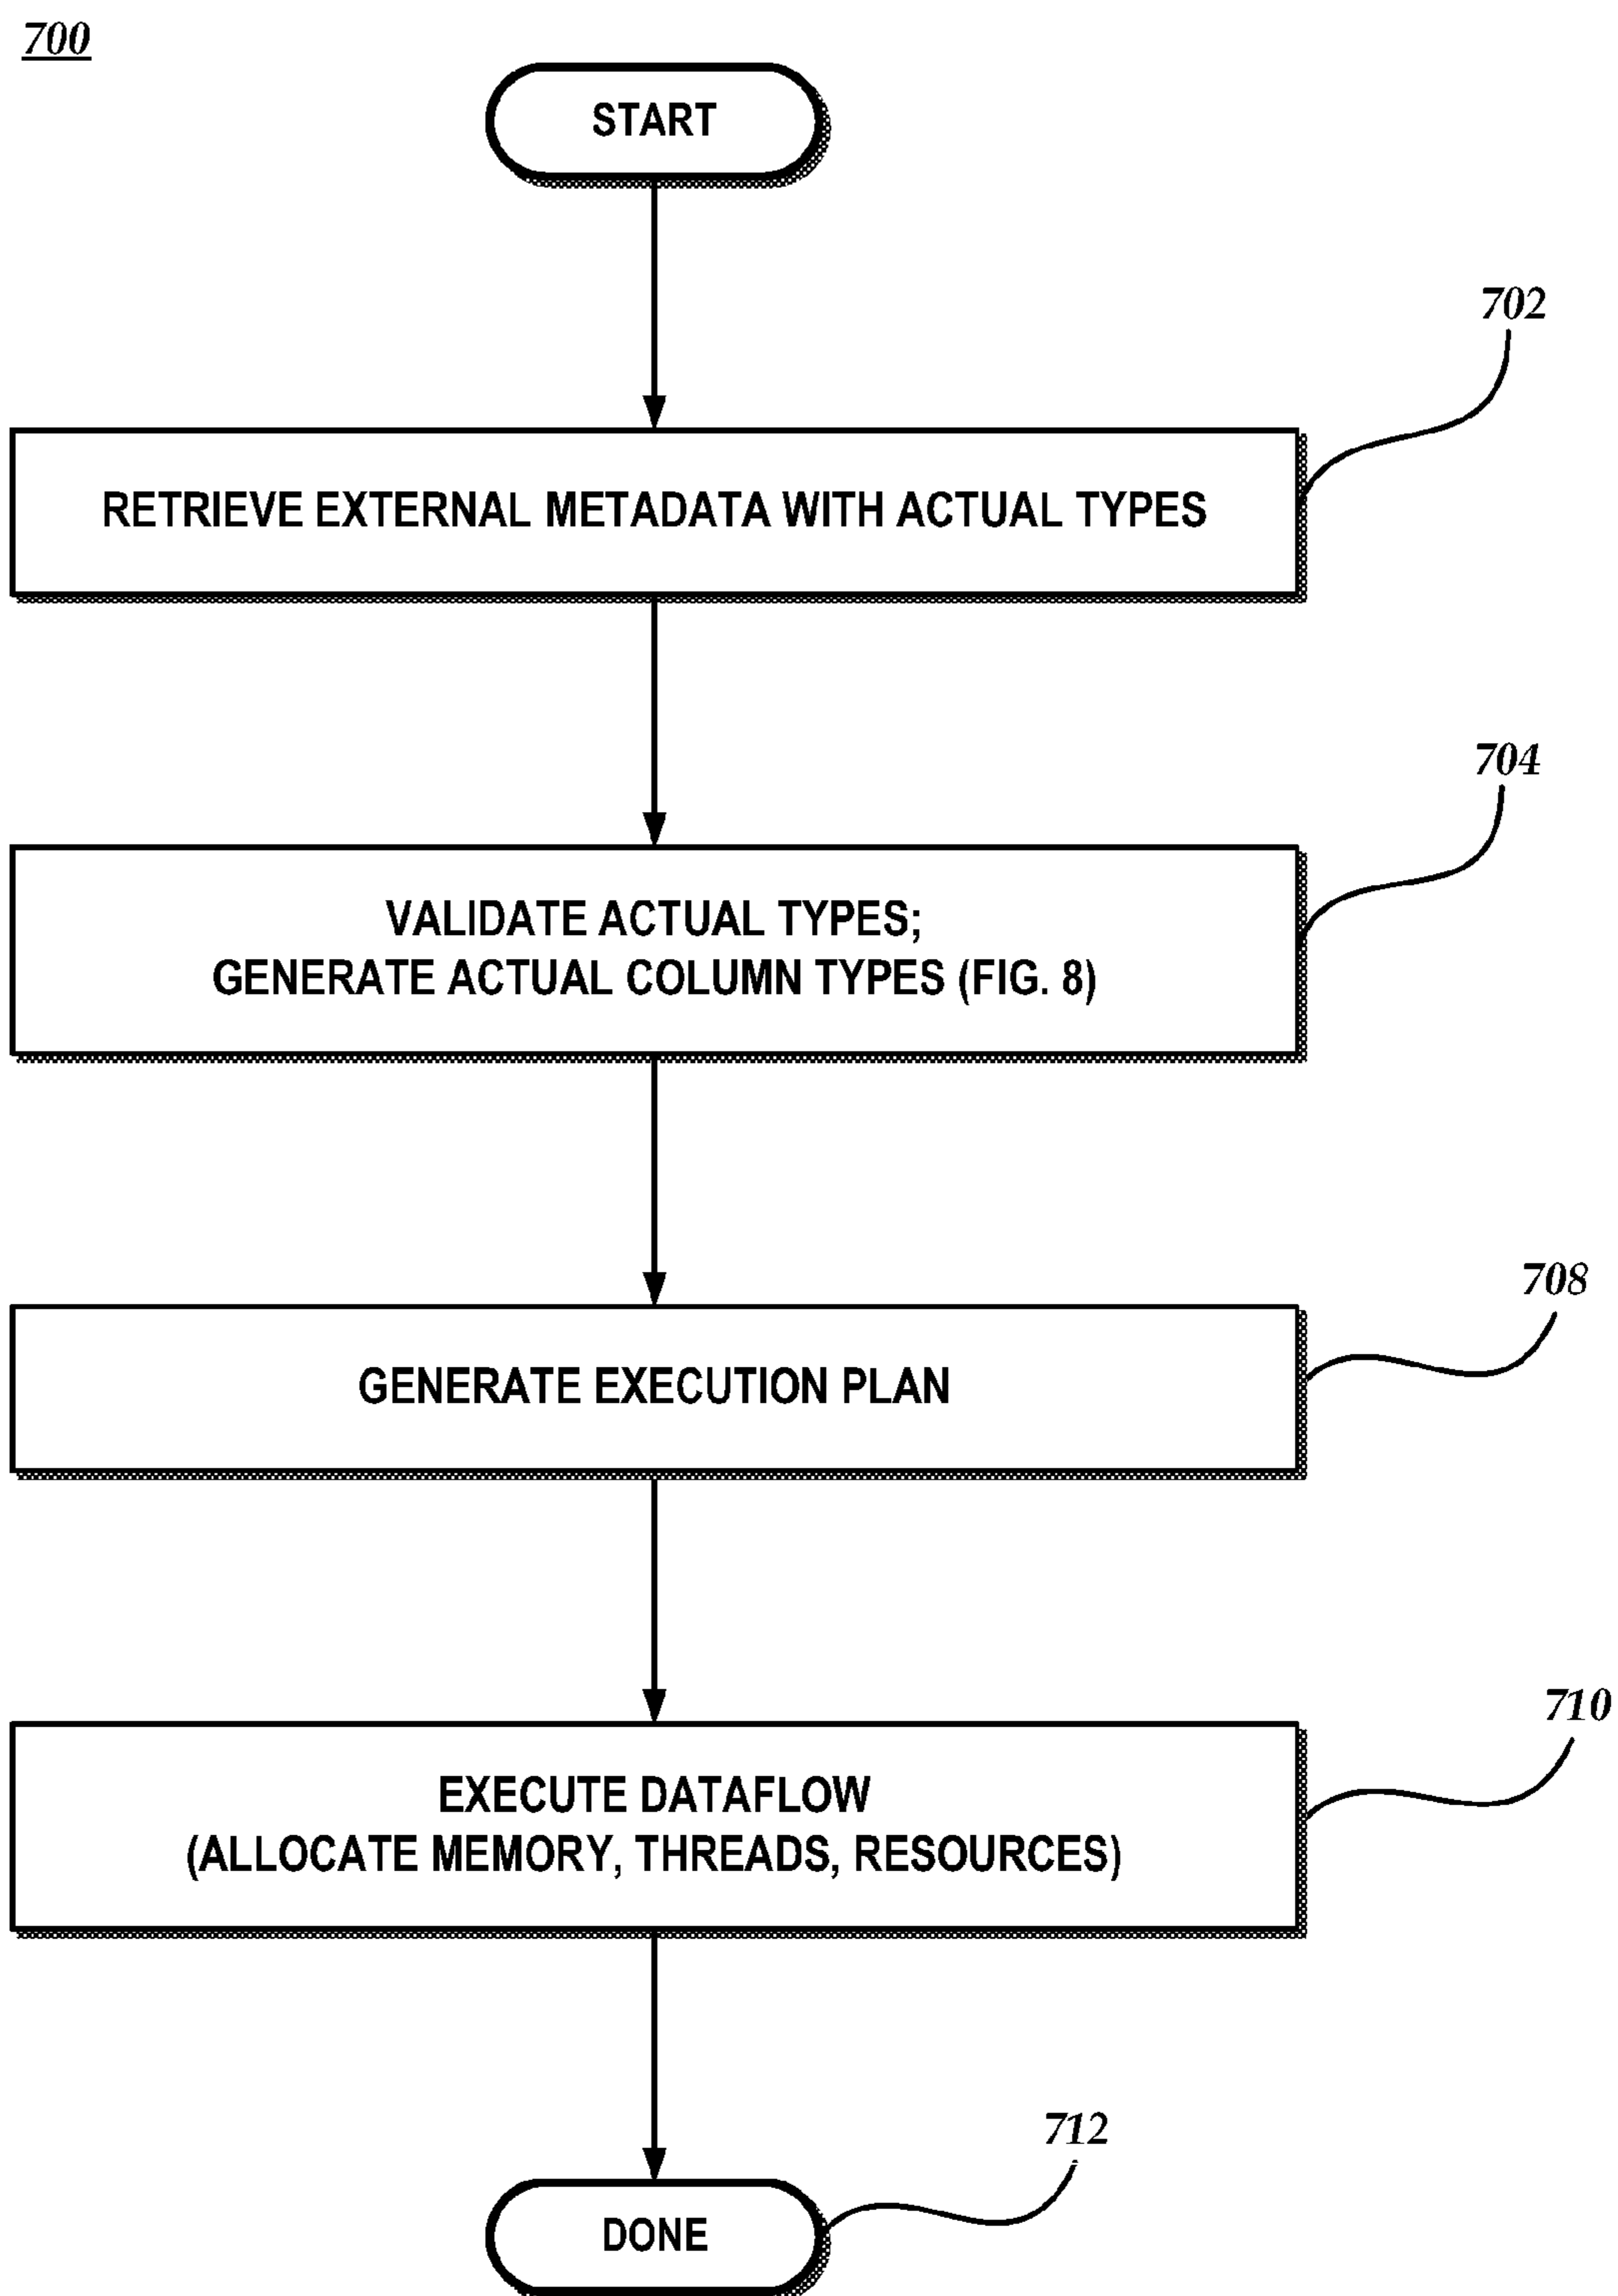 700
START
702
RETRIEVE EXTERNAL METADATA WITH ACTUAL TYPES
704
VALIDATE ACTUAL TYPES;
GENERATE ACTUAL COLUMN TYPES (FIG. 8)
708
GENERATE EXECUTION PLAN
710
EXECUTE DATAFLOW
(ALLOCATE MEMORY, THREADS, RESOURCES)
712
DONE